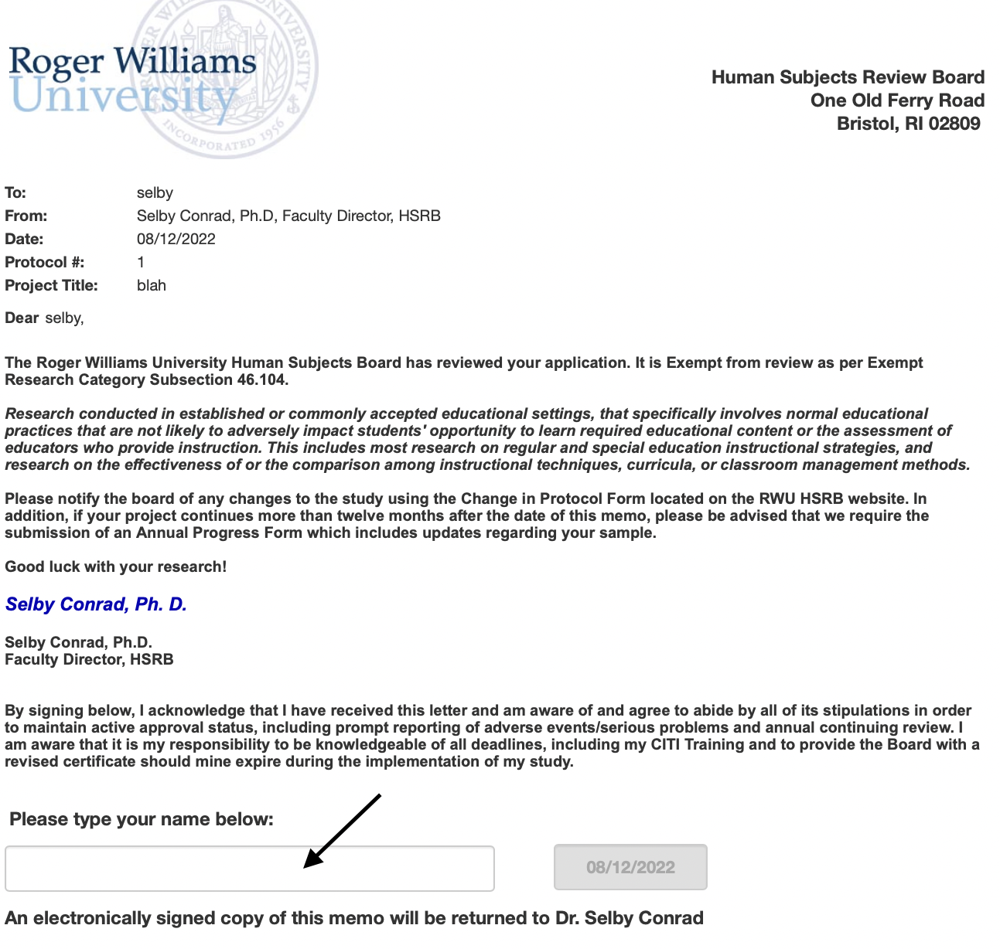 ROGER WILLIAMS UNIVERSITY
INCORPORATED 1956
Roger Williams
University
Human Subjects Review Board
One Old Ferry Road
Bristol, RI 02809
To: selby
From: Selby Conrad, Ph.D, Faculty Director, HSRB
Date: 08/12/2022
Protocol #: 1
Project Title: blah
Dear selby,
The Roger Williams University Human Subjects Board has reviewed your application. It is Exempt from review as per Exempt
Research Category Subsection 46.104.
Research conducted in established or commonly accepted educational settings, that specifically involves normal educational
practices that are not likely to adversely impact students' opportunity to learn required educational content or the assessment of
educators who provide instruction. This includes most research on regular and special education instructional strategies, and
research on the effectiveness of or the comparison among instructional techniques, curricula, or classroom management methods.
Please notify the board of any changes to the study using the Change in Protocol Form located on the RWU HSRB website. In
addition, if your project continues more than twelve months after the date of this memo, please be advised that we require the
submission of an Annual Progress Form which includes updates regarding your sample.
Good luck with your research!
Selby Conrad, Ph. D.
Selby Conrad, Ph.D.
Faculty Director, HSRB
By signing below, I acknowledge that I have received this letter and am aware of and agree to abide by all of its stipulations in order
to maintain active approval status, including prompt reporting of adverse events/serious problems and annual continuing review. I
am aware that it is my responsibility to be knowledgeable of all deadlines, including my CITI Training and to provide the Board with a
revised certificate should mine expire during the implementation of my study.
Please type your name below:
08/12/2022
An electronically signed copy of this memo will be returned to Dr. Selby Conrad